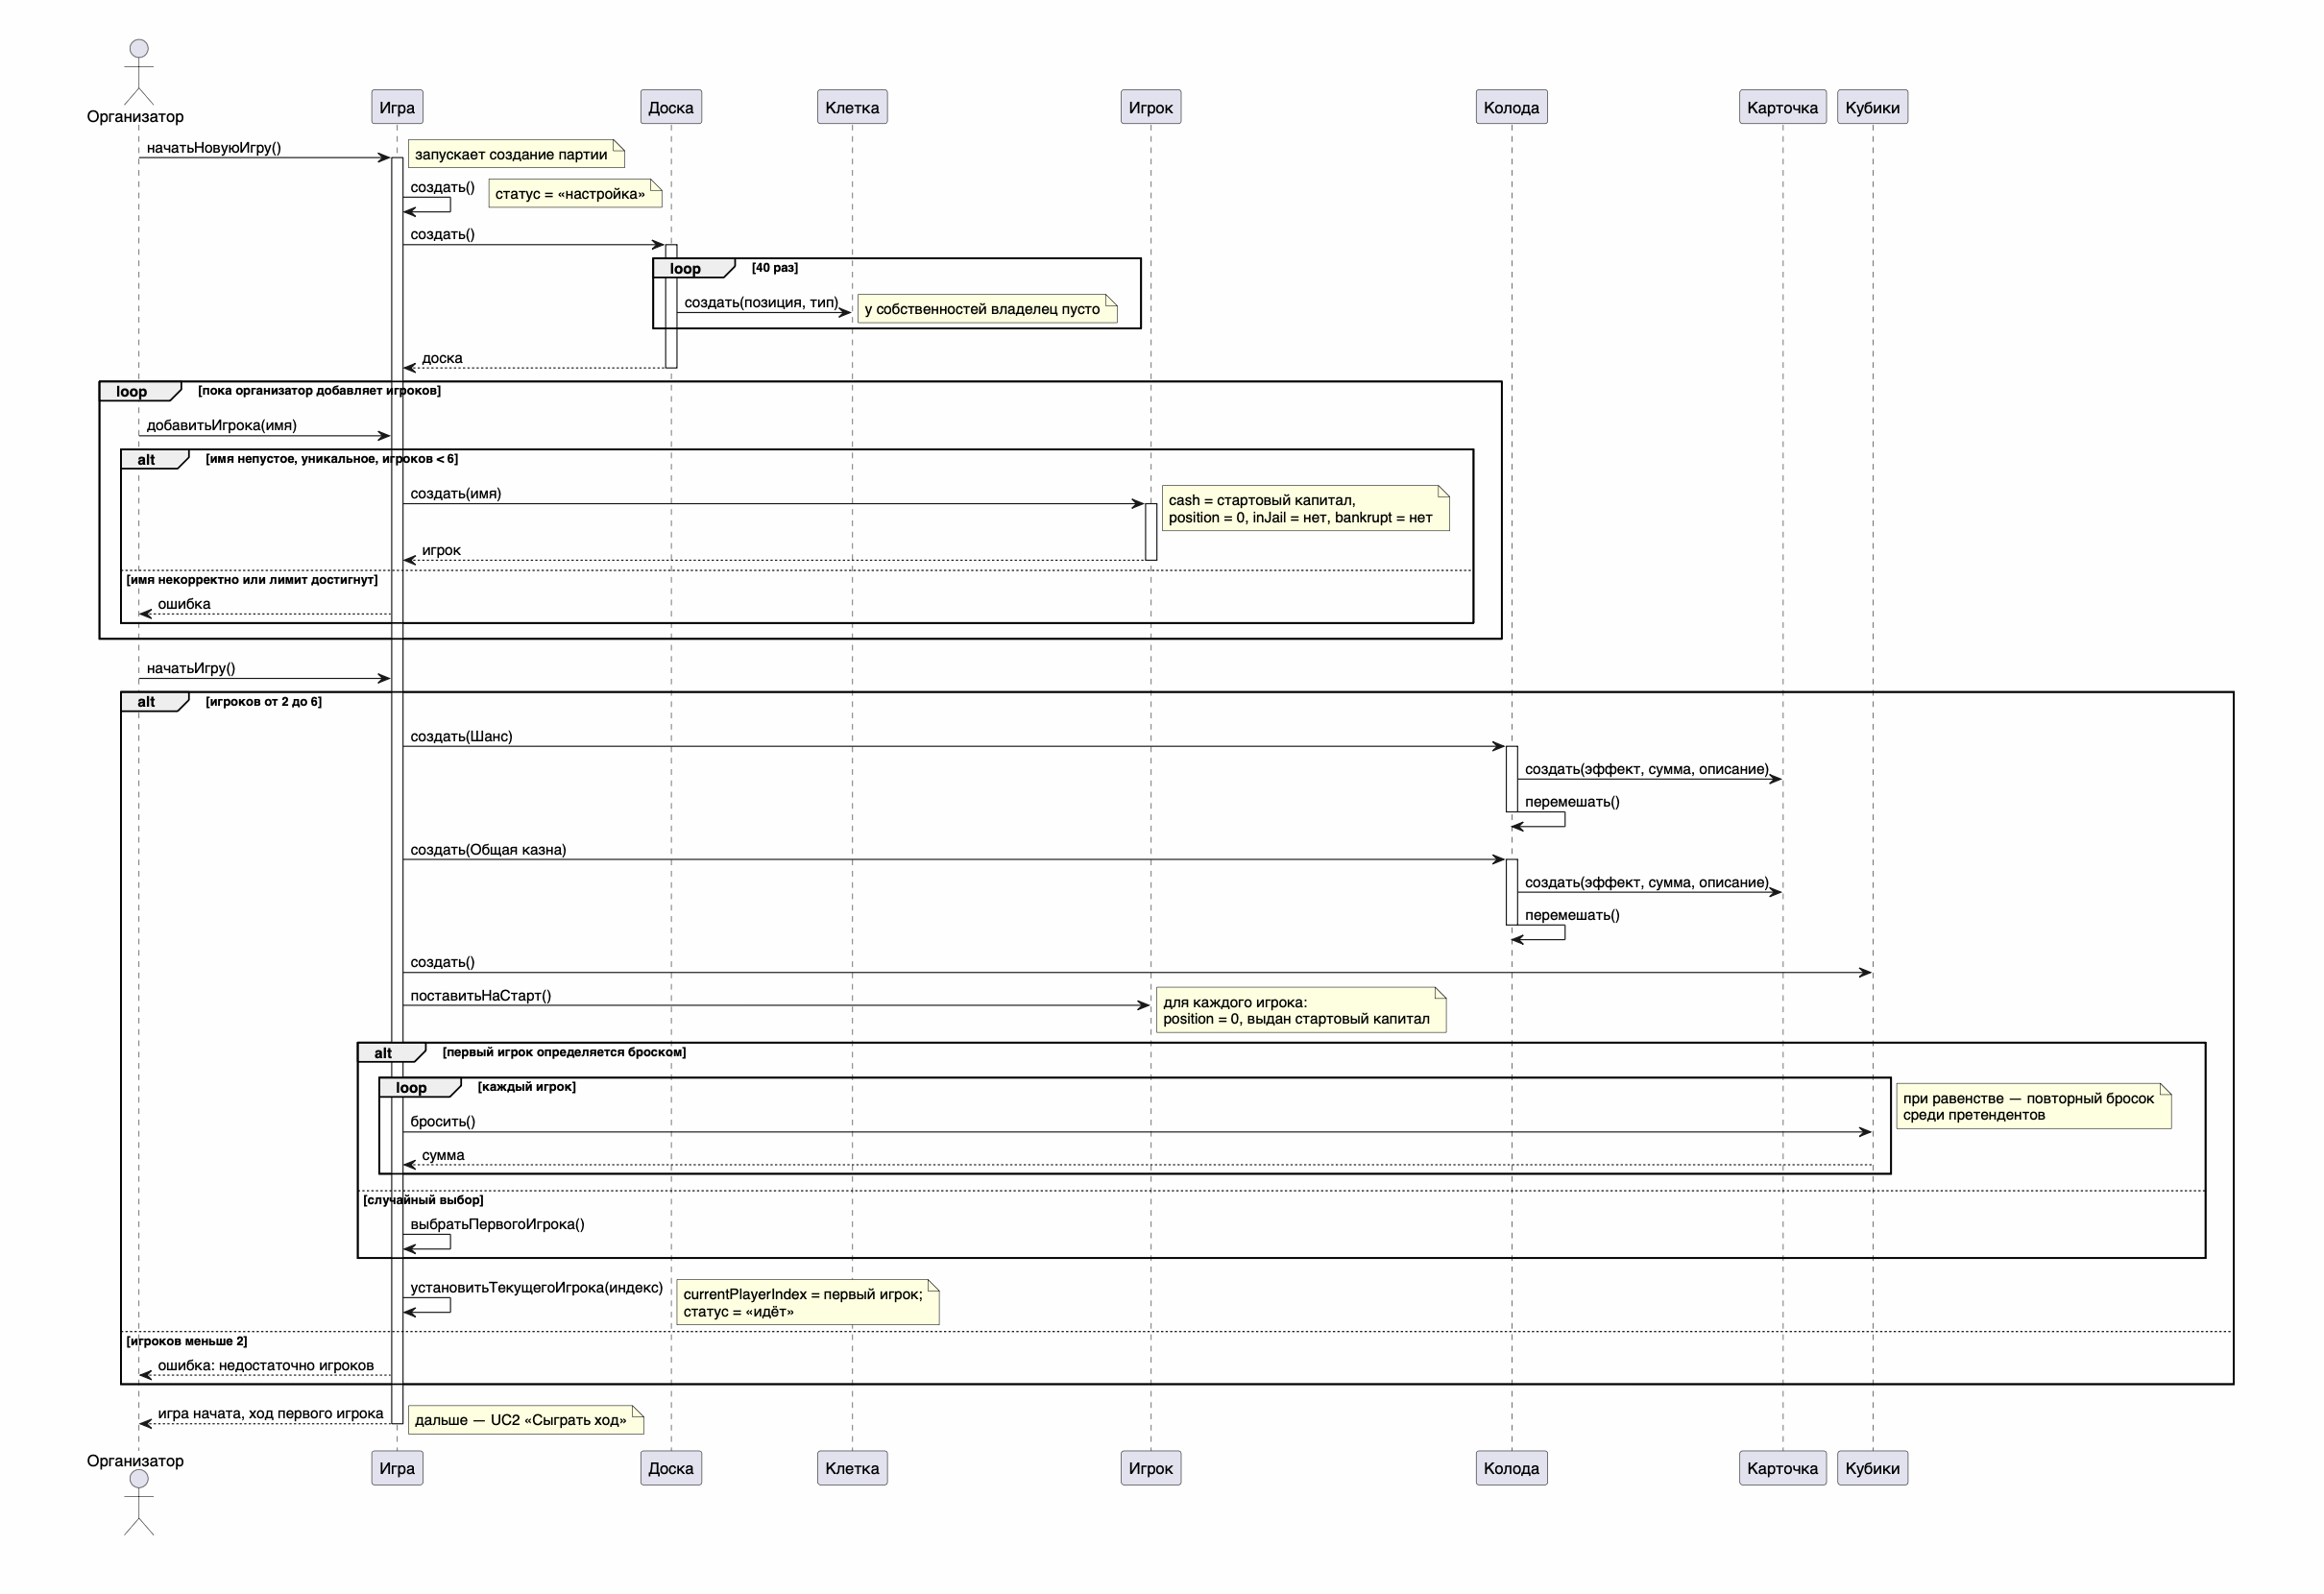 Организатор
Игра
Доска
Клетка
Игрок
Колода
Карточка
Кубики
начатьНовуюИгру()
запускает создание партии
создать()
статус = «настройка»
создать()
loop
[40 раз]
создать(позиция, тип)
у собственностей владелец пусто
доска
loop
[пока организатор добавляет игроков]
добавитьИгрока(имя)
alt
[имя непустое, уникальное, игроков < 6]
создать(имя)
cash = стартовый капитал,
position = 0, inJail = нет, bankrupt = нет
игрок
[имя некорректно или лимит достигнут]
ошибка
начатьИгру()
alt
[игроков от 2 до 6]
создать(Шанс)
создать(эффект, сумма, описание)
перемешать()
создать(Общая казна)
создать(эффект, сумма, описание)
перемешать()
создать()
поставитьНаСтарт()
для каждого игрока:
position = 0, выдан стартовый капитал
alt
[первый игрок определяется броском]
loop
[каждый игрок]
при равенстве — повторный бросок
среди претендентов
бросить()
сумма
[случайный выбор]
выбратьПервогоИгрока()
установитьТекущегоИгрока(индекс)
currentPlayerIndex = первый игрок;
статус = «идёт»
[игроков меньше 2]
ошибка: недостаточно игроков
игра начата, ход первого игрока
дальше — UC2 «Сыграть ход»
Организатор
Игра
Доска
Клетка
Игрок
Колода
Карточка
Кубики